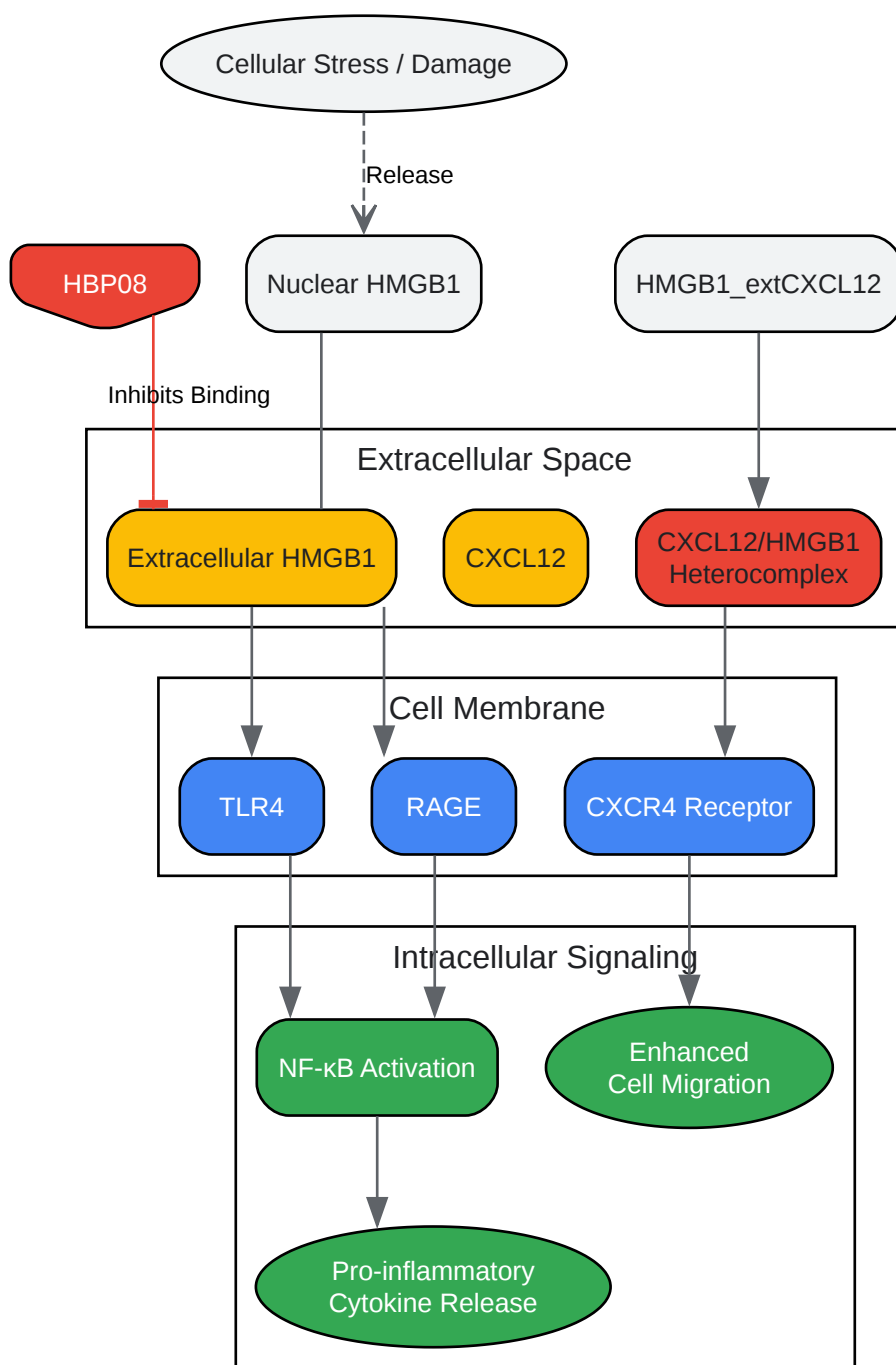 Cellular Stress / Damage
Release
HBP08
Nuclear HMGB1
HMGB1_extCXCL12
Inhibits Binding
Extracellular Space
Extracellular HMGB1
CXCL12
CXCL12/HMGB1
Heterocomplex
Cell Membrane
TLR4
RAGE
CXCR4 Receptor
Intracellular Signaling
NF-κB Activation
Enhanced
Cell Migration
Pro-inflammatory
Cytokine Release